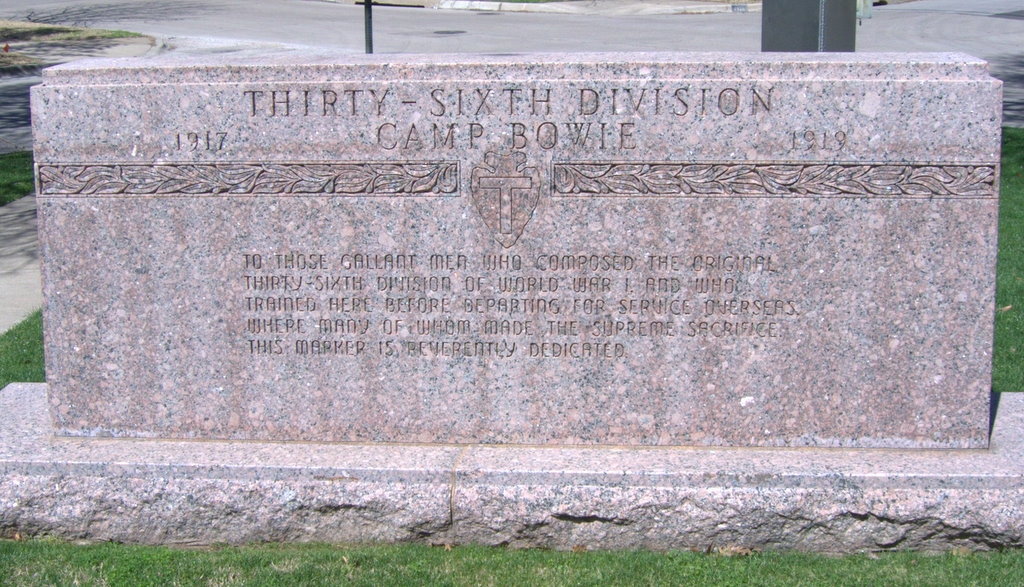 THIRTY-SIXTH DIVISION
1917 CAMP BOWIE 1919
T
TO THOSE GALLANT MEN WHO COMPOSED THE ORIGINAL
THIRTY-SIXTH DIVISION OF WORLD WAR I AND WHO
TRAINED HERE BEFORE DEPARTING FOR SERVICE OVERSEAS
WHERE MANY OF WHOM MADE THE SUPREME SACRIFICE.
THIS MARKER IS REVERENTLY DEDICATED.